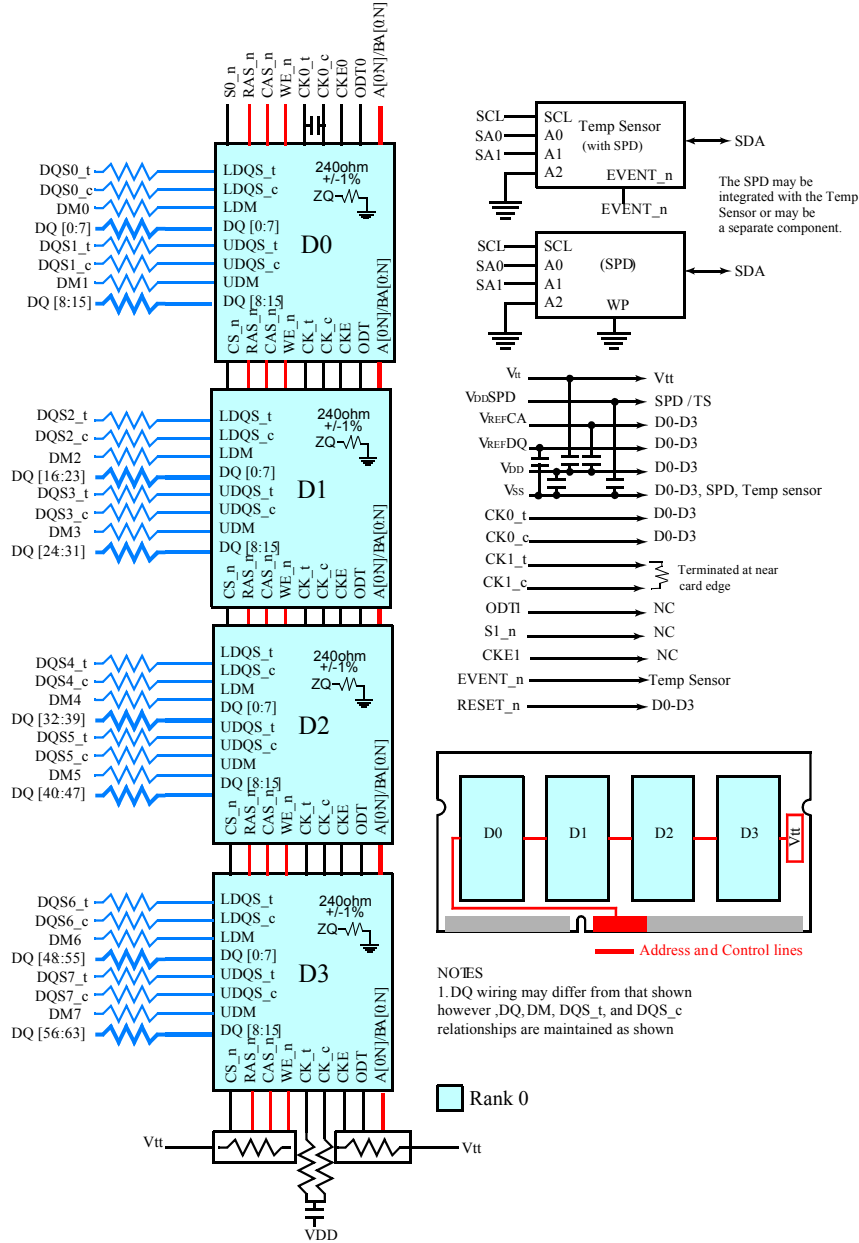 S0_n
RAS_n
CAS_n
WE_n
CK0_t
CK0_c
CKE0
ODT0
A[0:N]/BA[0:N]
DQS0_t
DQS0_c
DM0
DQ [0:7]
DQS1_t
DQS1_c
DM1
DQ [8:15]
LDQS_t
LDQS_c
LDM
DQ [0:7]
UDQS_t
UDQS_c
UDM
DQ [8:15]
240ohm
+/-1%
ZQ
D0
CS_n
RAS_n
CAS_n
WE_n
CK_t
CK_c
CKE
ODT
A[0:N]/BA[0:N]
DQS2_t
DQS2_c
DM2
DQ [16:23]
DQS3_t
DQS3_c
DM3
DQ [24:31]
LDQS_t
LDQS_c
LDM
DQ [0:7]
UDQS_t
UDQS_c
UDM
DQ [8:15]
240ohm
+/-1%
ZQ
D1
CS_n
RAS_n
CAS_n
WE_n
CK_t
CK_c
CKE
ODT
A[0:N]/BA[0:N]
DQS4_t
DQS4_c
DM4
DQ [32:39]
DQS5_t
DQS5_c
DM5
DQ [40:47]
LDQS_t
LDQS_c
LDM
DQ [0:7]
UDQS_t
UDQS_c
UDM
DQ [8:15]
240ohm
+/-1%
ZQ
D2
CS_n
RAS_n
CAS_n
WE_n
CK_t
CK_c
CKE
ODT
A[0:N]/BA[0:N]
DQS6_t
DQS6_c
DM6
DQ [48:55]
DQS7_t
DQS7_c
DM7
DQ [56:63]
LDQS_t
LDQS_c
LDM
DQ [0:7]
UDQS_t
UDQS_c
UDM
DQ [8:15]
240ohm
+/-1%
ZQ
D3
CS_n
RAS_n
CAS_n
WE_n
CK_t
CK_c
CKE
ODT
A[0:N]/BA[0:N]
Vtt
Vtt
VDD
SCL
SA0
SA1
SCL
A0
A1
A2
Temp Sensor
(with SPD)
EVENT_n
EVENT_n
SDA
The SPD may be
integrated with the Temp
Sensor or may be
a separate component.
SCL
SA0
SA1
SCL
A0
A1
A2
(SPD)
WP
SDA
Vtt Vtt
VDDSPD SPD /TS
VREFCA D0-D3
VREFDQ D0-D3
VDD D0-D3
VSS D0-D3, SPD, Temp sensor
CK0_t D0-D3
CK0_c D0-D3
CK1_t
CK1_c
Terminated at near
card edge
ODT1 NC
S1_n NC
CKE1 NC
EVENT_n Temp Sensor
RESET_n D0-D3
D0 D1 D2 D3 Vtt
Address and Control lines
NOTES
1.DQ wiring may differ from that shown
however ,DQ, DM, DQS_t, and DQS_c
relationships are maintained as shown
Rank 0